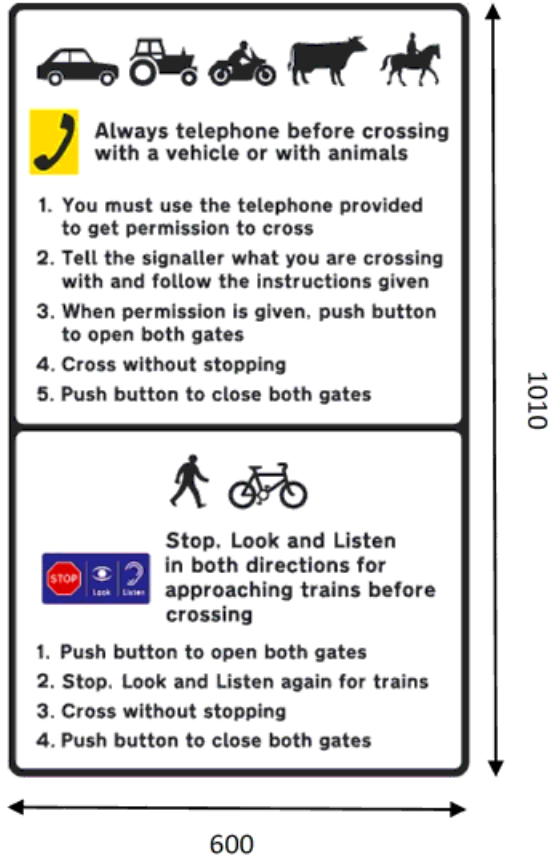 Always telephone before crossing
with a vehicle or with animals
1. You must use the telephone provided
to get permission to cross
2. Tell the signaller what you are crossing
with and follow the instructions given
3. When permission is given, push button
to open both gates
4. Cross without stopping
5. Push button to close both gates
Stop, Look and Listen
in both directions for
approaching trains before
crossing
STOP Look Listen
1. Push button to open both gates
2. Stop, Look and Listen again for trains
3. Cross without stopping
4. Push button to close both gates
1010
600